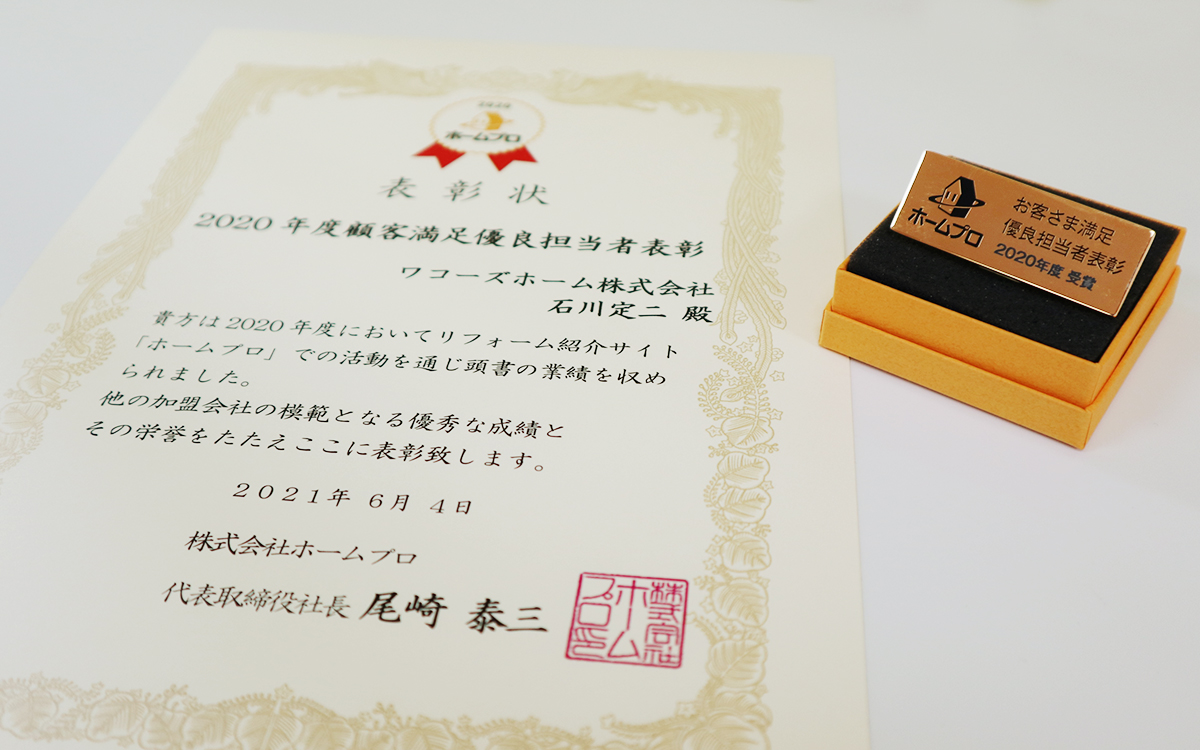 ホームプロ
表彰状
2020年度顧客満足優良担当者表彰
ワコーズホーム株式会社
石川定二 殿
貴方は2020年度においてリフォーム紹介サイト
「ホームプロ」での活動を通じ頭書の業績を収め
られました。
他の加盟会社の模範となる優秀な成績と
その栄誉をたたえここに表彰致します。
2021年 6月 4日
株式会社ホームプロ
代表取締役社長 尾崎 泰三
株式会社
ホーム
プロ印
ホームプロ
お客さま満足
優良担当者表彰
2020年度 受賞